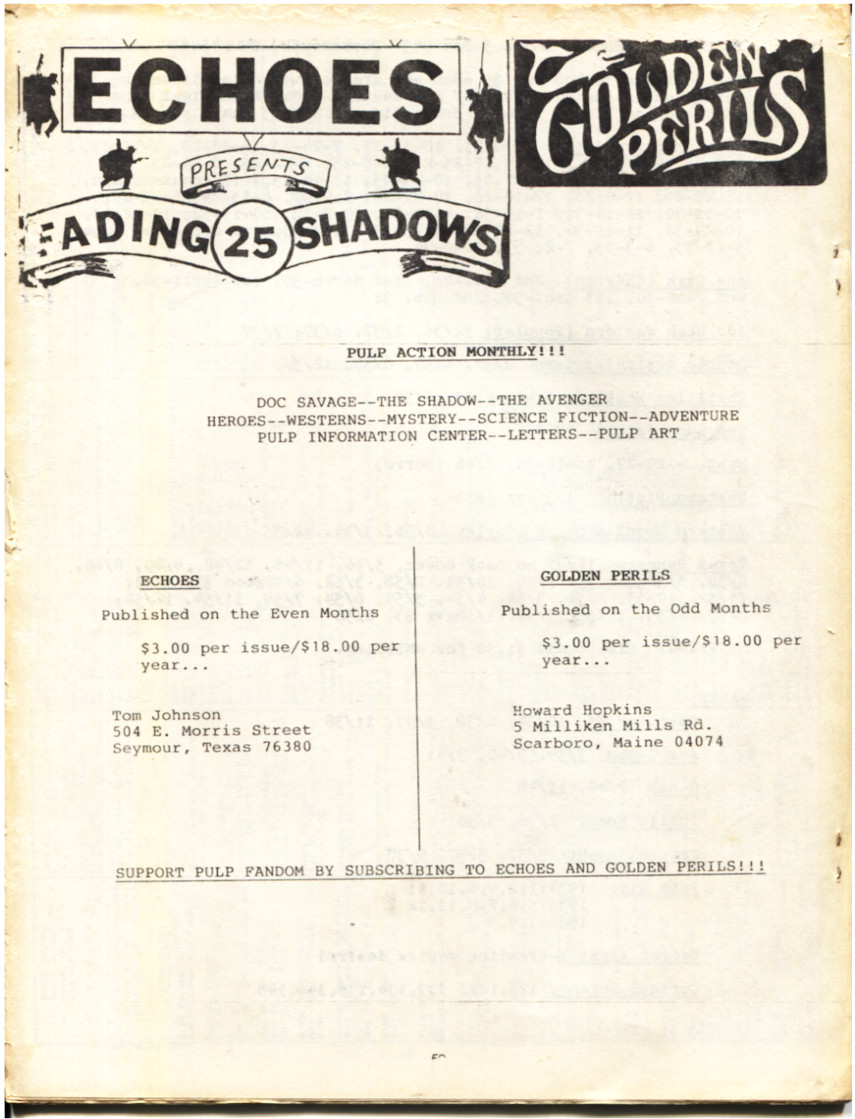 ECHOES
PRESENTS
FADING 25 SHADOWS
GOLDEN
PERILS
PULP ACTION MONTHLY!!!
DOC SAVAGE--THE SHADOW--THE AVENGER
HEROES--WESTERNS--MYSTERY--SCIENCE FICTION--ADVENTURE
PULP INFORMATION CENTER--LETTERS--PULP ART
ECHOES
Published on the Even Months
$3.00 per issue/$18.00 per
year...
Tom Johnson
504 E. Morris Street
Seymour, Texas 76380
GOLDEN PERILS
Published on the Odd Months
$3.00 per issue/$18.00 per
year...
Howard Hopkins
5 Milliken Mills Rd.
Scarboro, Maine 04074
SUPPORT PULP FANDOM BY SUBSCRIBING TO ECHOES AND GOLDEN PERILS!!!